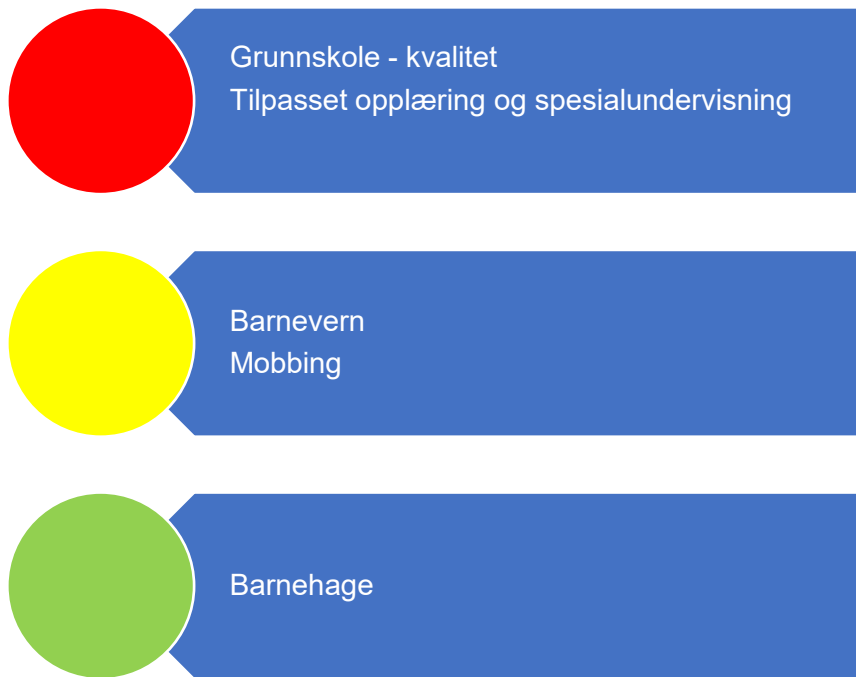 Grunnskole - kvalitet
Tilpasset opplæring og spesialundervisning
Barnevern
Mobbing
Barnehage